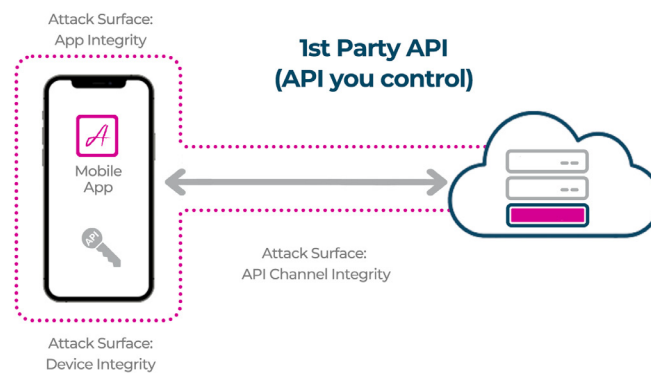 Attack Surface:
App Integrity
1st Party API
(API you control)
A
Mobile
App
API
Attack Surface:
API Channel Integrity
Attack Surface:
Device Integrity